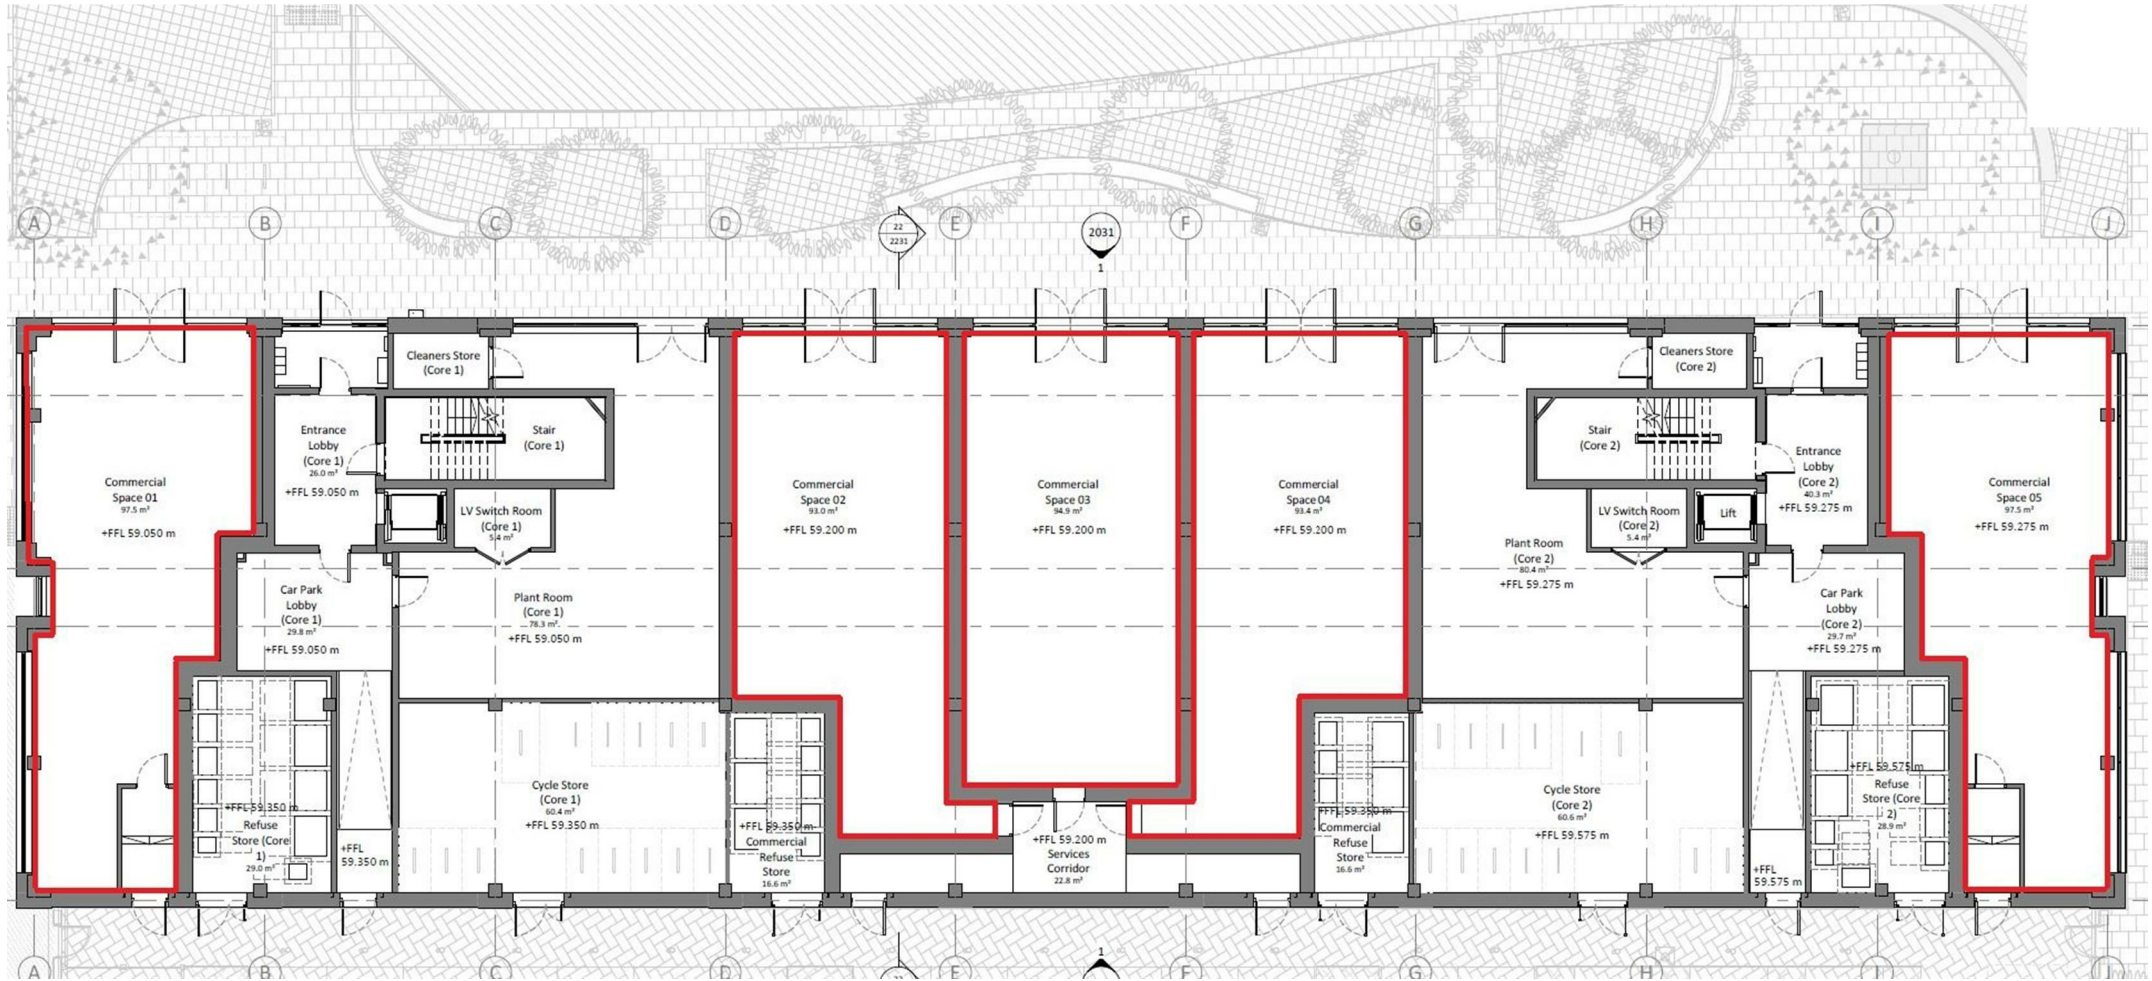 A
B
C
D
22
2231
E
2031
1
F
G
H
I
J
Cleaners Store
(Core 1)
Cleaners Store
(Core 2)
Entrance
Lobby
(Core 1)
26.0 m²
+FFL 59.050 m
Stair
(Core 1)
Stair
(Core 2)
Entrance
Lobby
(Core 2)
40.3 m²
+FFL 59.275 m
Commercial
Space 01
97.5 m²
+FFL 59.050 m
LV Switch Room
(Core 1)
5.4 m²
Commercial
Space 02
93.0 m²
+FFL 59.200 m
Commercial
Space 03
94.9 m²
+FFL 59.200 m
Commercial
Space 04
93.4 m²
+FFL 59.200 m
LV Switch Room
(Core 2)
5.4 m²
Lift
Commercial
Space 05
97.5 m²
+FFL 59.275 m
Car Park
Lobby
(Core 1)
29.8 m²
+FFL 59.050 m
Plant Room
(Core 1)
78.3 m²
+FFL 59.050 m
Plant Room
(Core 2)
80.4 m²
+FFL 59.275 m
Car Park
Lobby
(Core 2)
29.7 m²
+FFL 59.275 m
+FFL 59.350 m
Refuse
Store (Core
1)
29.0 m²
+FFL
59.350 m
Cycle Store
(Core 1)
60.4 m²
+FFL 59.350 m
+FFL 59.350 m
Commercial
Refuse
Store
16.6 m²
+FFL 59.200 m
Services
Corridor
22.8 m²
+FFL 59.350 m
Commercial
Refuse
Store
16.6 m²
Cycle Store
(Core 2)
60.6 m²
+FFL 59.575 m
+FFL
59.575 m
+FFL 59.575 m
Refuse
Store (Core
2)
28.9 m²
A
B
C
D
E
1
F
G
H
I
J